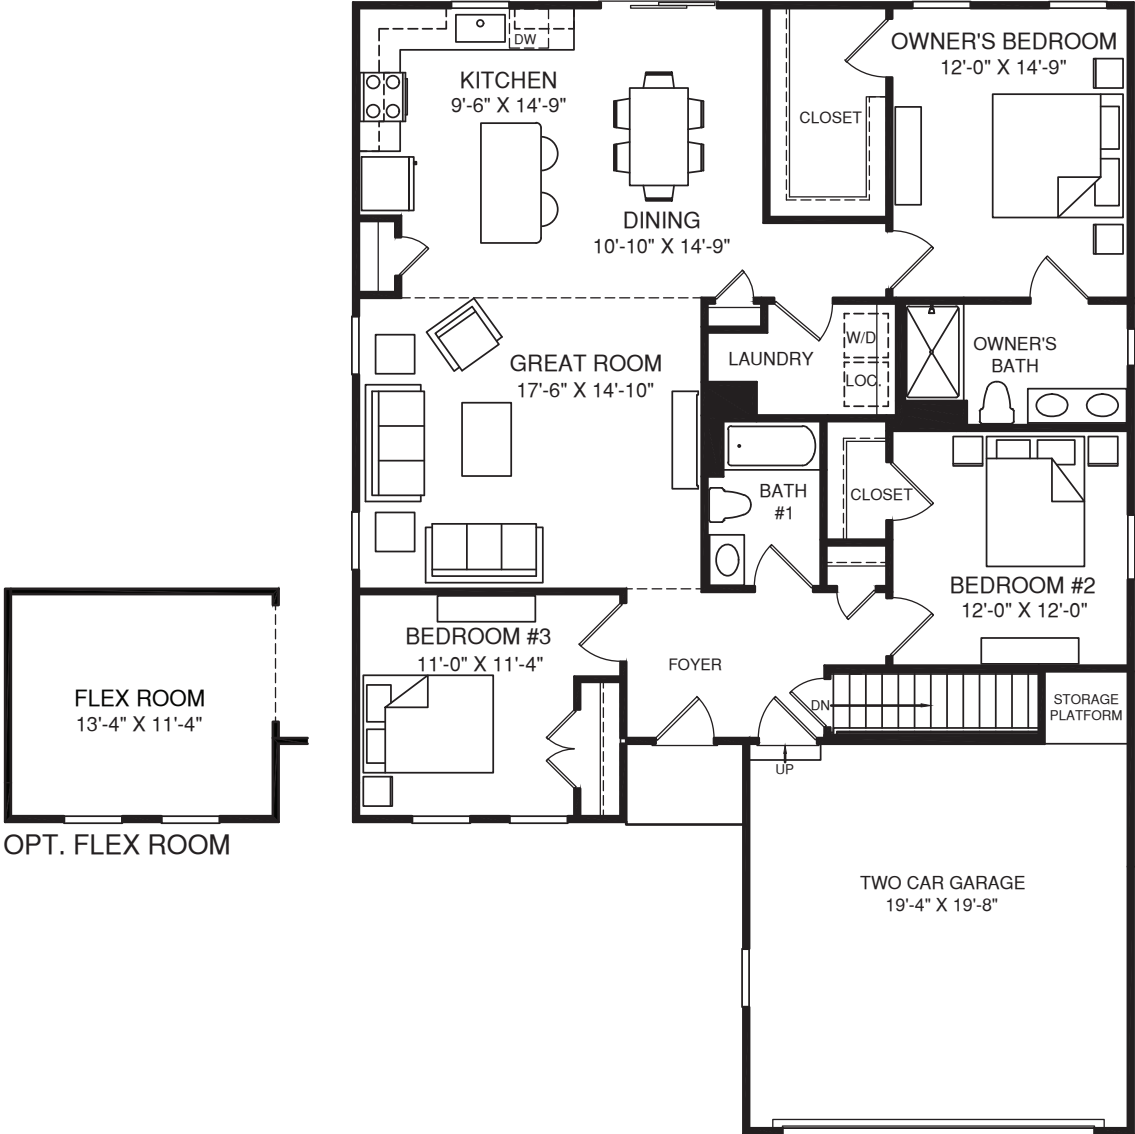 DW
KITCHEN
9'-6" X 14'-9"
DINING
10'-10" X 14'-9"
CLOSET
OWNER'S BEDROOM
12'-0" X 14'-9"
GREAT ROOM
17'-6" X 14'-10"
LAUNDRY
W/D
LOC.
OWNER'S
BATH
BATH
#1
CLOSET
BEDROOM #2
12'-0" X 12'-0"
BEDROOM #3
11'-0" X 11'-4"
FOYER
DN
STORAGE
PLATFORM
UP
FLEX ROOM
13'-4" X 11'-4"
OPT. FLEX ROOM
TWO CAR GARAGE
19'-4" X 19'-8"